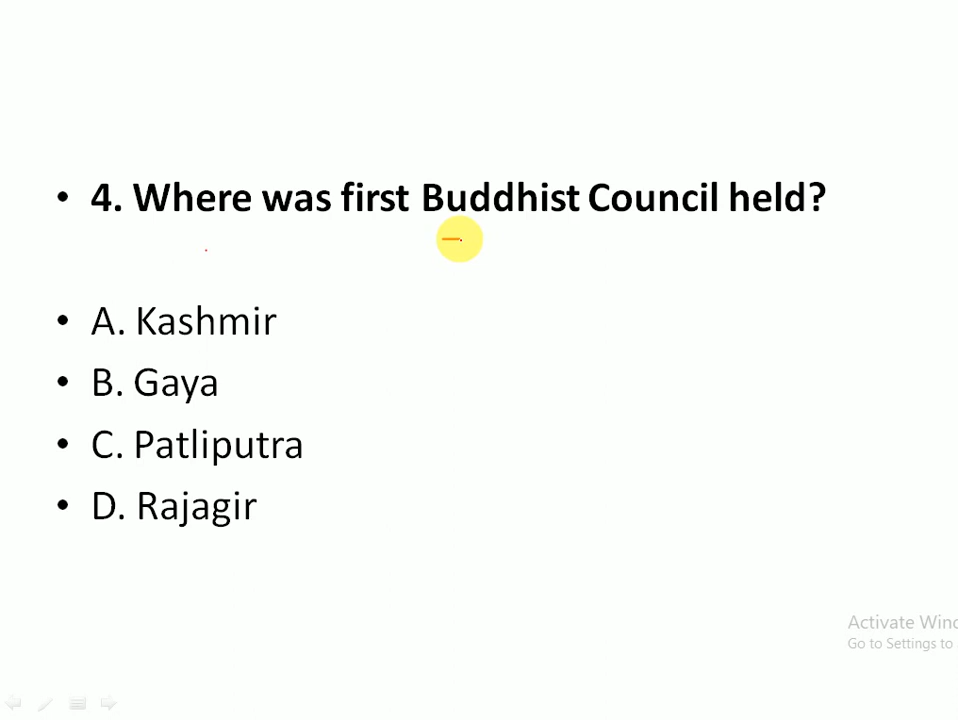 • 4. Where was first Buddhist Council held?
• A. Kashmir
• B. Gaya
• C. Patliputra
• D. Rajagir
Activate Wind
Go to Settings to